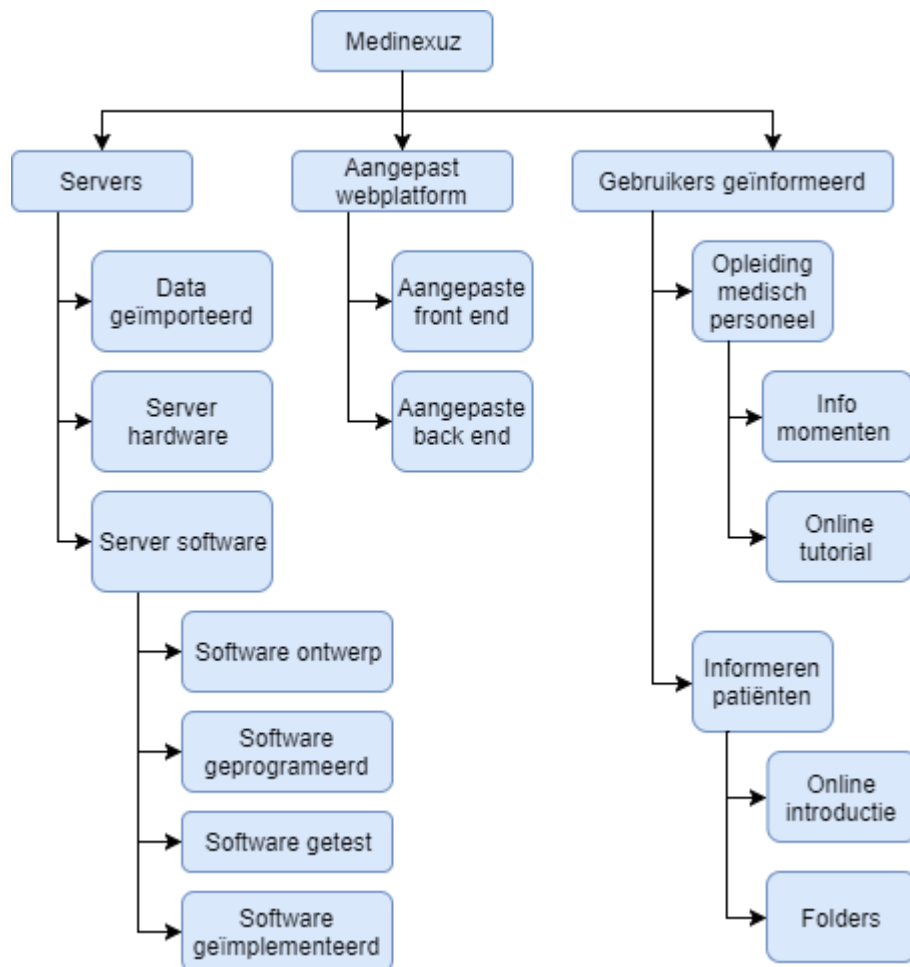 Medinexuz
Servers
Aangepast
webplatform
Gebruikers geïnformeerd
Data
geïmporteerd
Server
hardware
Server software
Software ontwerp
Software
geprogrameerd
Software getest
Software
geïmplementeerd
Aangepaste
front end
Aangepaste
back end
Opleiding
medisch
personeel
Info
momenten
Online
tutorial
Informeren
patiënten
Online
introductie
Folders